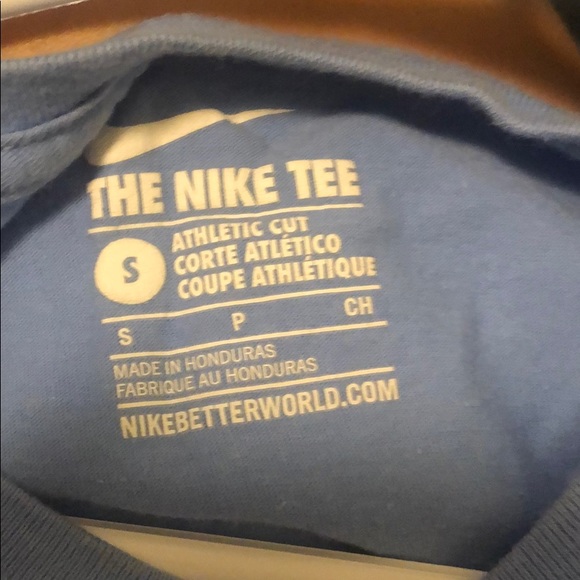 THE NIKE TEE
S
ATHLETIC CUT
CORTE ATLÉTICO
COUPE ATHLÉTIQUE
S P CH
MADE IN HONDURAS
FABRIQUE AU HONDURAS
NIKEBETTERWORLD.COM